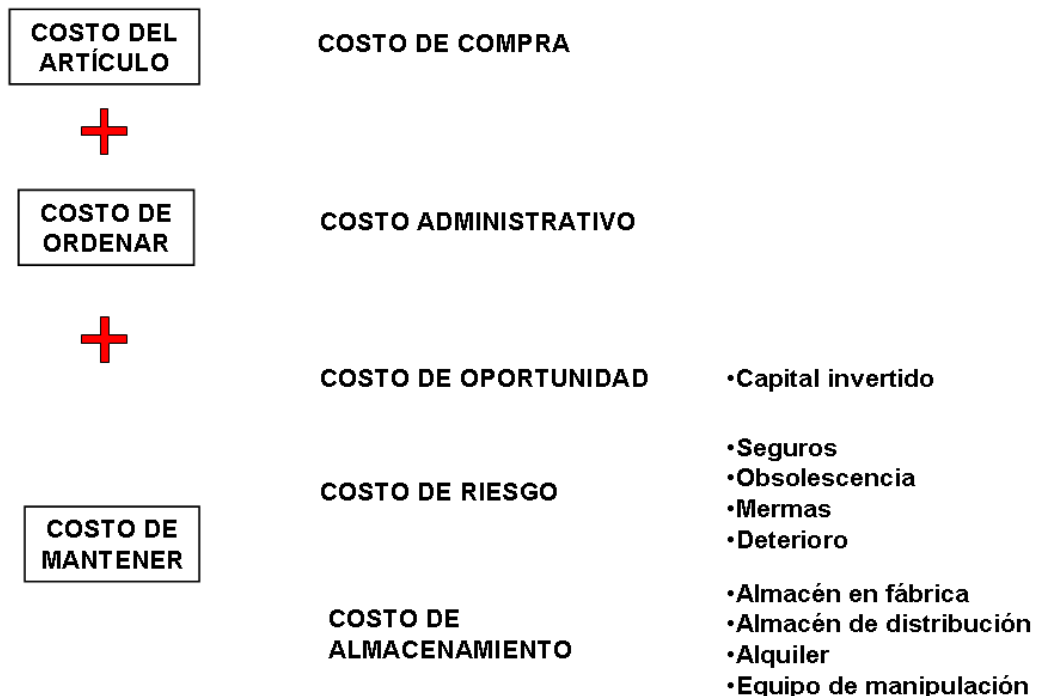 COSTO DEL
ARTÍCULO
COSTO DE COMPRA
COSTO DE
ORDENAR
COSTO ADMINISTRATIVO
COSTO DE OPORTUNIDAD
•Capital invertido
COSTO DE
MANTENER
COSTO DE RIESGO
•Seguros
•Obsolescencia
•Mermas
•Deterioro
COSTO DE
ALMACENAMIENTO
•Almacén en fábrica
•Almacén de distribución
•Alquiler
•Equipo de manipulación